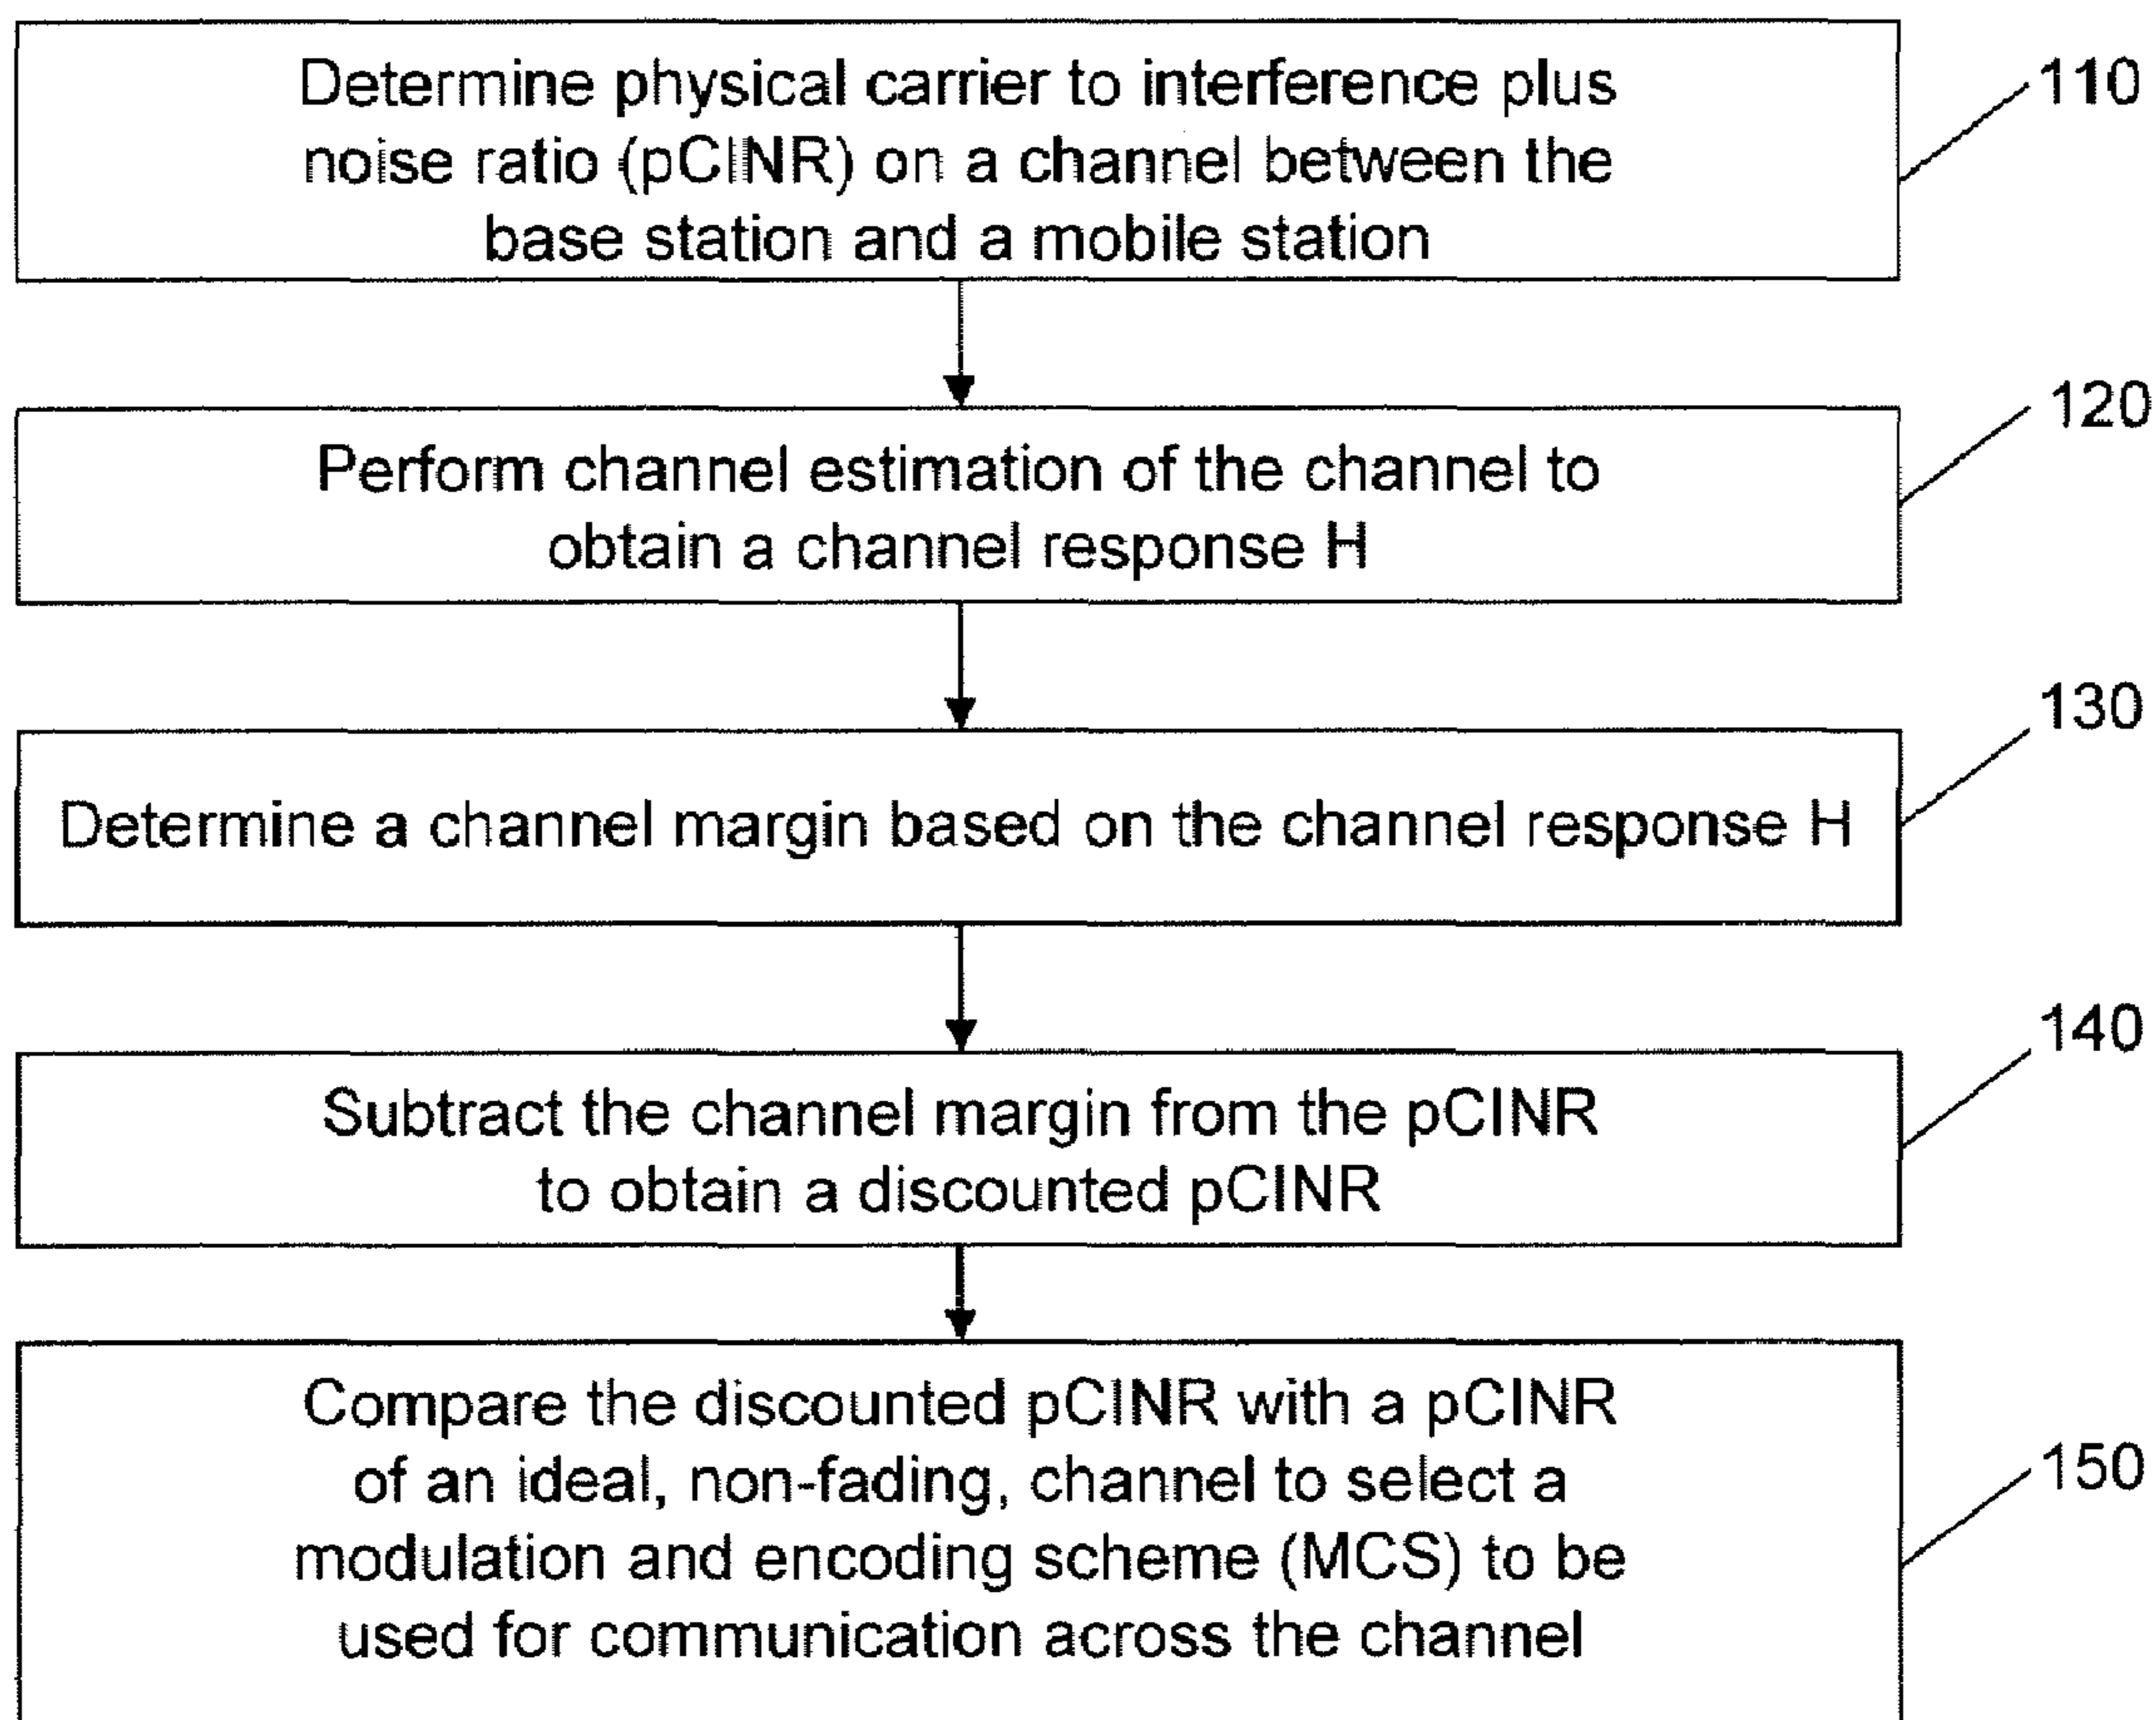 Determine physical carrier to interference plus
noise ratio (pCINR) on a channel between the
base station and a mobile station
110
Perform channel estimation of the channel to
obtain a channel response H
120
Determine a channel margin based on the channel response H
130
Subtract the channel margin from the pCINR
to obtain a discounted pCINR
140
Compare the discounted pCINR with a pCINR
of an ideal, non-fading, channel to select a
modulation and encoding scheme (MCS) to be
used for communication across the channel
150